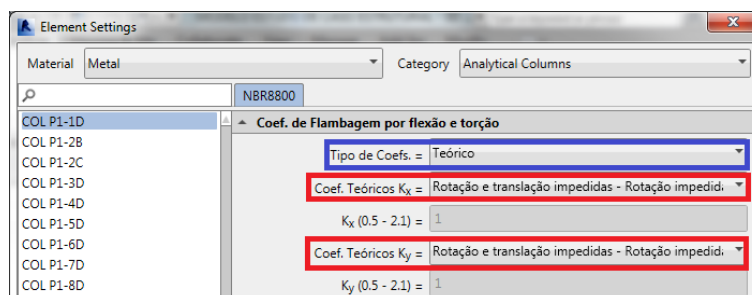 Element Settings
Material Metal Category Analytical Columns
NBR8800
COL P1-1D
COL P1-2B
COL P1-2C
COL P1-3D
COL P1-4D
COL P1-5D
COL P1-6D
COL P1-7D
COL P1-8D
Coef. de Flambagem por flexão e torção
Tipo de Coefs. = Teórico
Coef. Teóricos Kx = Rotação e translação impedidas - Rotação impedid
Kx (0.5 - 2.1) = 1
Coef. Teóricos Ky = Rotação e translação impedidas - Rotação impedid
Ky (0.5 - 2.1) = 1